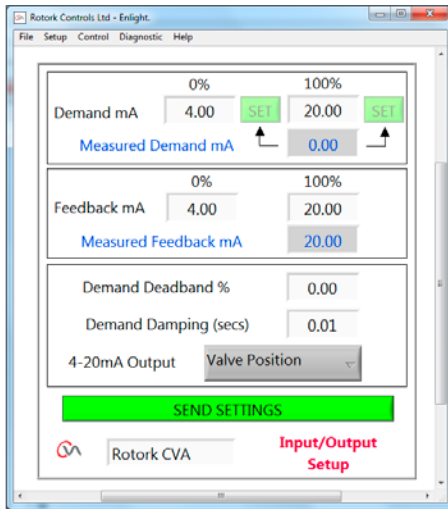 Rotork Controls Ltd - Enlight.
File Setup Control Diagnostic Help
0% 100%
Demand mA 4.00 SET 20.00 SET
Measured Demand mA 0.00
0% 100%
Feedback mA 4.00 20.00
Measured Feedback mA 20.00
Demand Deadband % 0.00
Demand Damping (secs) 0.01
4-20mA Output Valve Position
SEND SETTINGS
Rotork CVA Input/Output
Setup